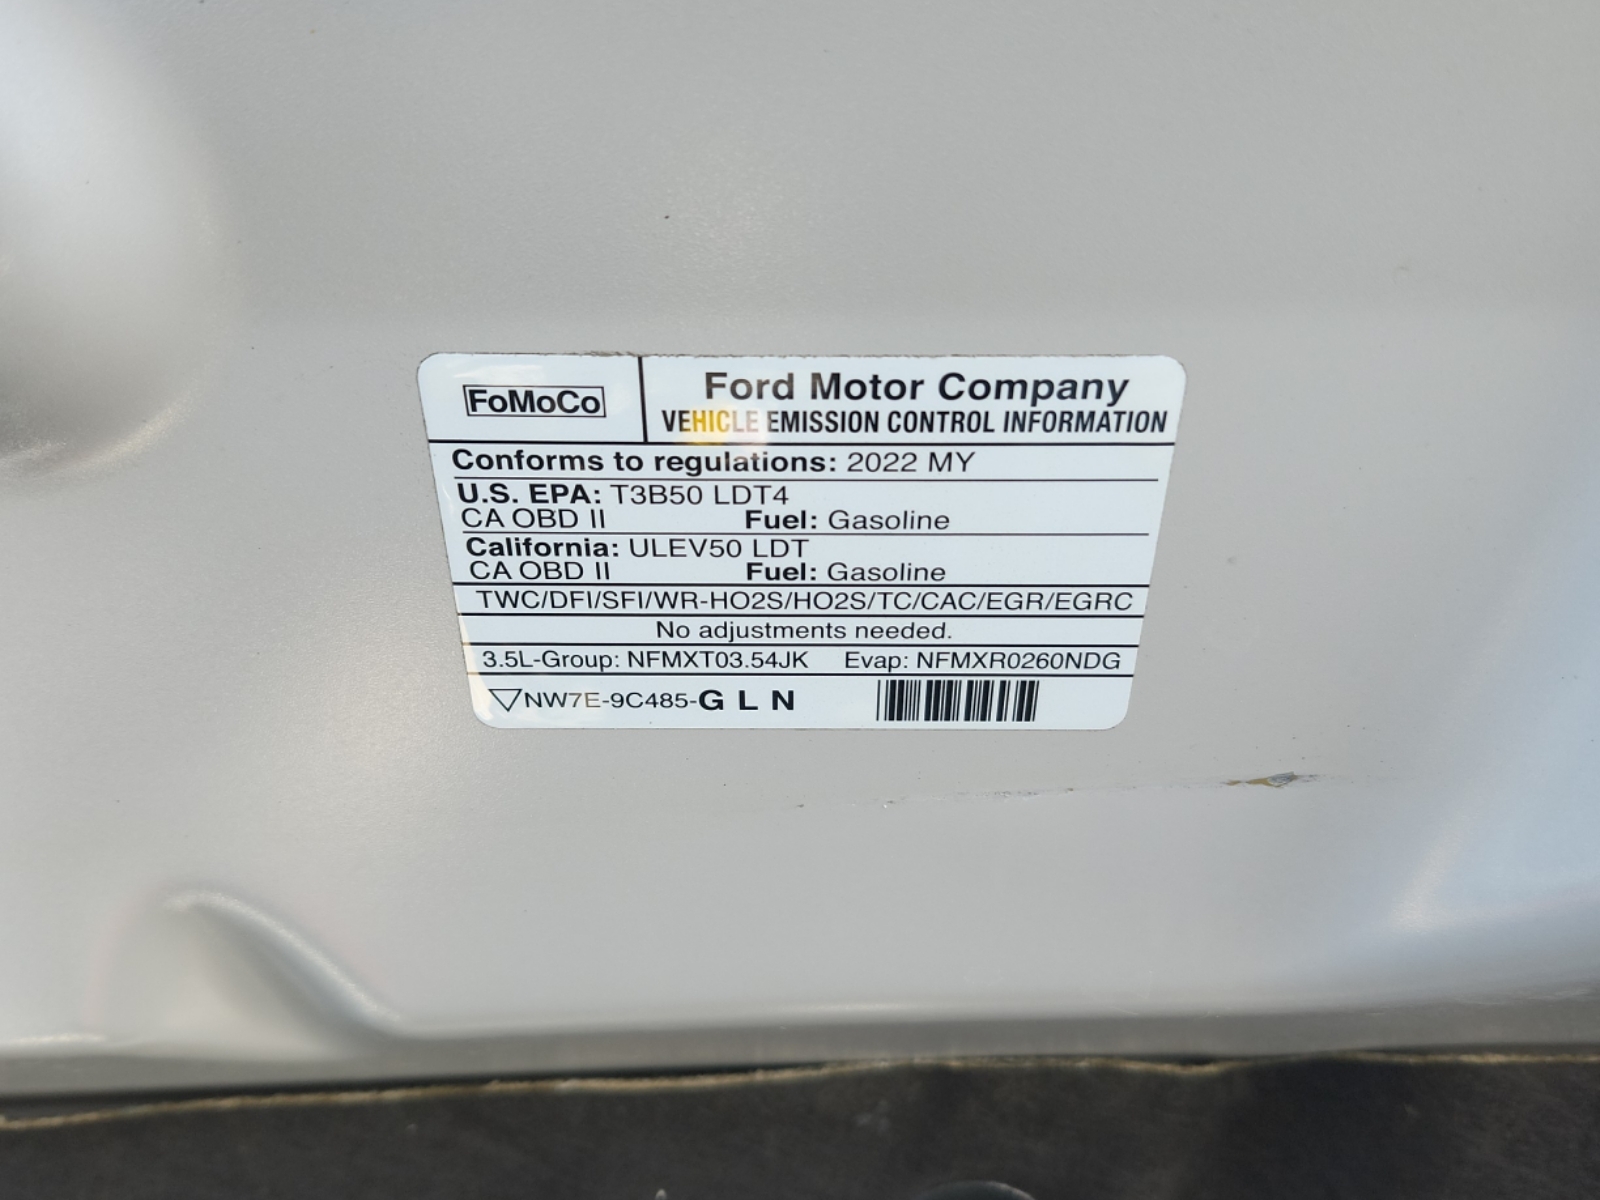 FoMoCo
Ford Motor Company
VEHICLE EMISSION CONTROL INFORMATION
Conforms to regulations: 2022 MY
U.S. EPA: T3B50 LDT4
CA OBD II Fuel: Gasoline
California: ULEV50 LDT
CA OBD II Fuel: Gasoline
TWC/DFI/SFI/WR-HO2S/HO2S/TC/CAC/EGR/EGRC
No adjustments needed.
3.5L-Group: NFMXT03.54JK Evap: NFMXR0260NDG
NW7E-9C485-G L N